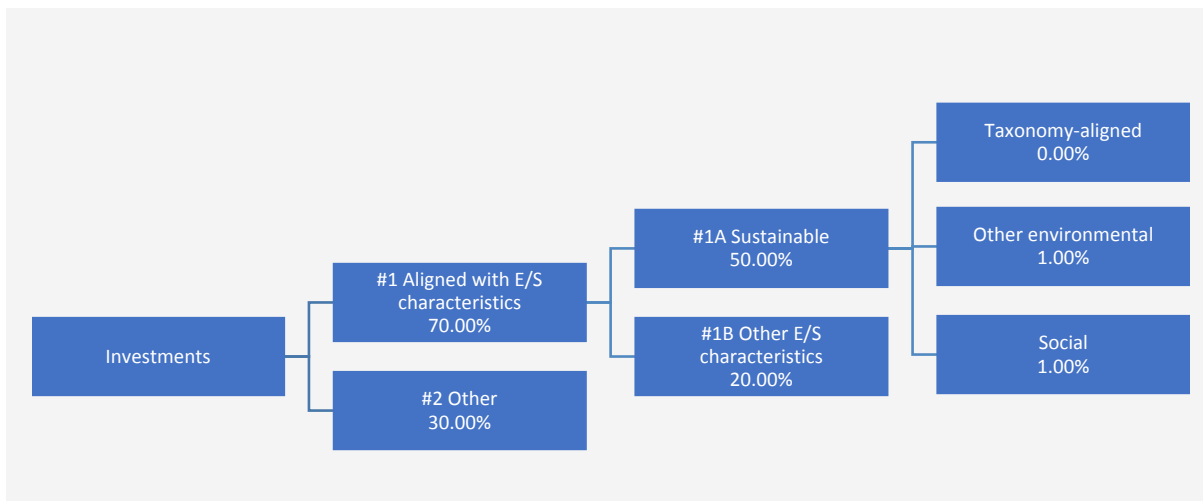 Investments
#1 Aligned with E/S
characteristics
70.00%
#2 Other
30.00%
#1A Sustainable
50.00%
#1B Other E/S
characteristics
20.00%
Taxonomy-aligned
0.00%
Other environmental
1.00%
Social
1.00%